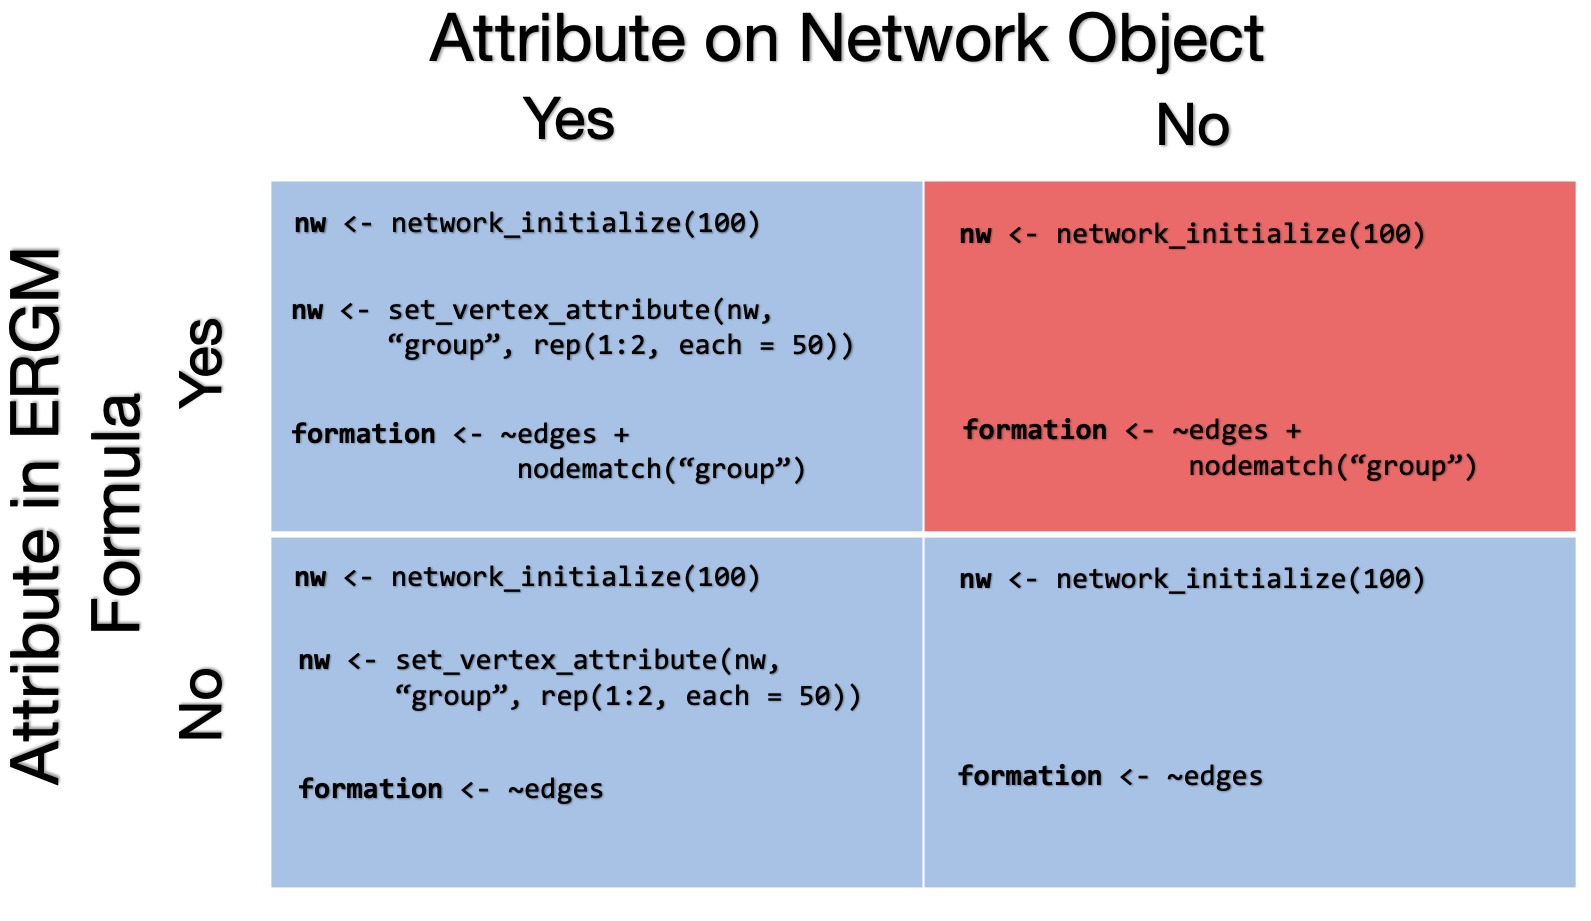 Attribute on Network Object
Yes
No
Attribute in ERGM
Formula
Yes
nw <- network_initialize(100)
nw <- set_vertex_attribute(nw,
“group”, rep(1:2, each = 50))
formation <- ~edges +
nodematch(“group”)
nw <- network_initialize(100)
formation <- ~edges +
nodematch(“group”)
No
nw <- network_initialize(100)
nw <- set_vertex_attribute(nw,
“group”, rep(1:2, each = 50))
formation <- ~edges
nw <- network_initialize(100)
formation <- ~edges